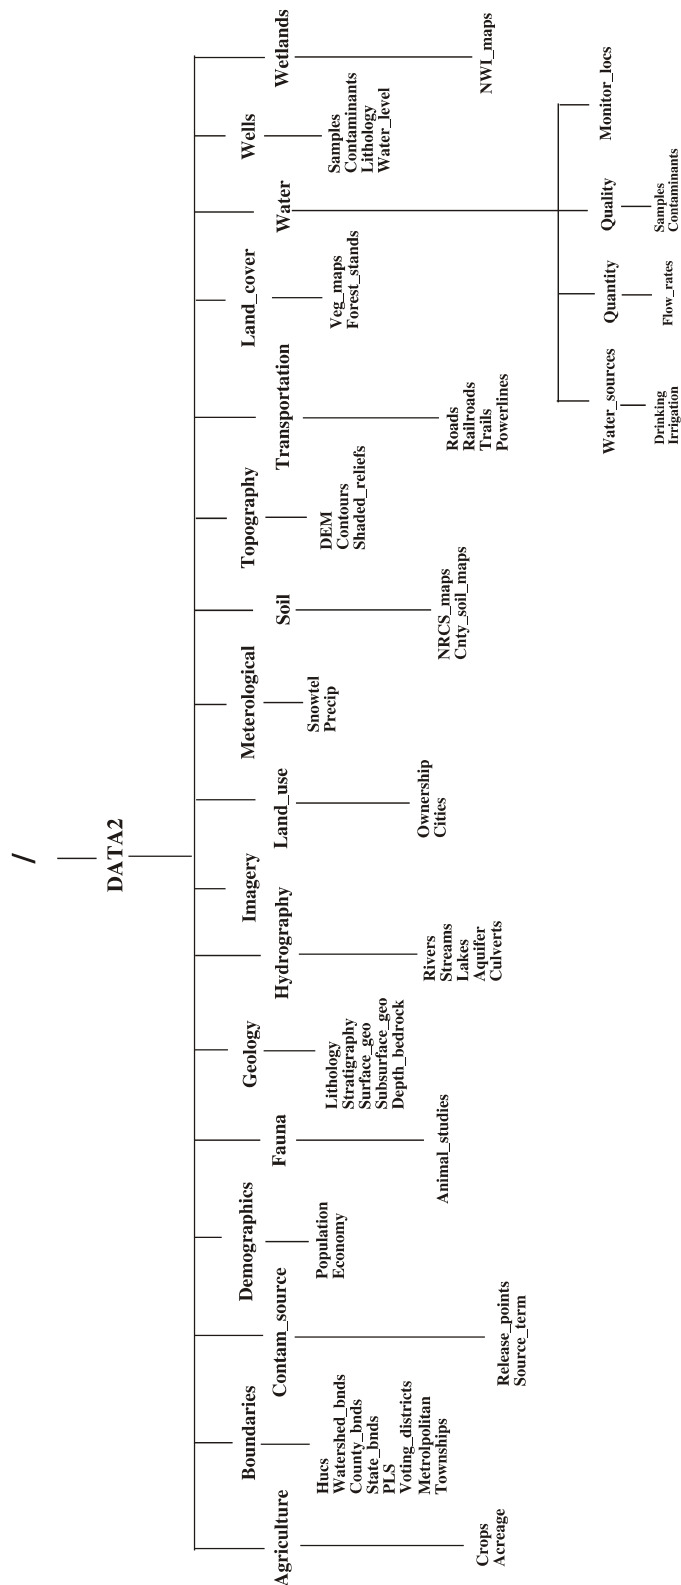 /
DATA2
Agriculture
Crops
Acreage
Boundaries
Hucs
Watershed_bnds
County_bnds
State_bnds
PLS
Voting_districts
Metrolpolitan
Townships
Contam_source
Release_points
Source_term
Demographics
Population
Economy
Fauna
Animal_studies
Geology
Lithology
Stratigraphy
Surface_geo
Subsurface_geo
Depth_bedrock
Hydrography
Rivers
Streams
Lakes
Aquifer
Culverts
Imagery
Land_use
Ownership
Cities
Meterological
Snowtel
Precip
Soil
NRCS_maps
Cnty_soil_maps
Topography
DEM
Contours
Shaded_reliefs
Transportation
Roads
Railroads
Trails
Powerlines
Land_cover
Veg_maps
Forest_stands
Water
Water_sources
Drinking
Irrigation
Quantity
Flow_rates
Quality
Samples
Contaminants
Monitor_locs
Wells
Samples
Contaminants
Lithology
Water_level
Wetlands
NWI_maps